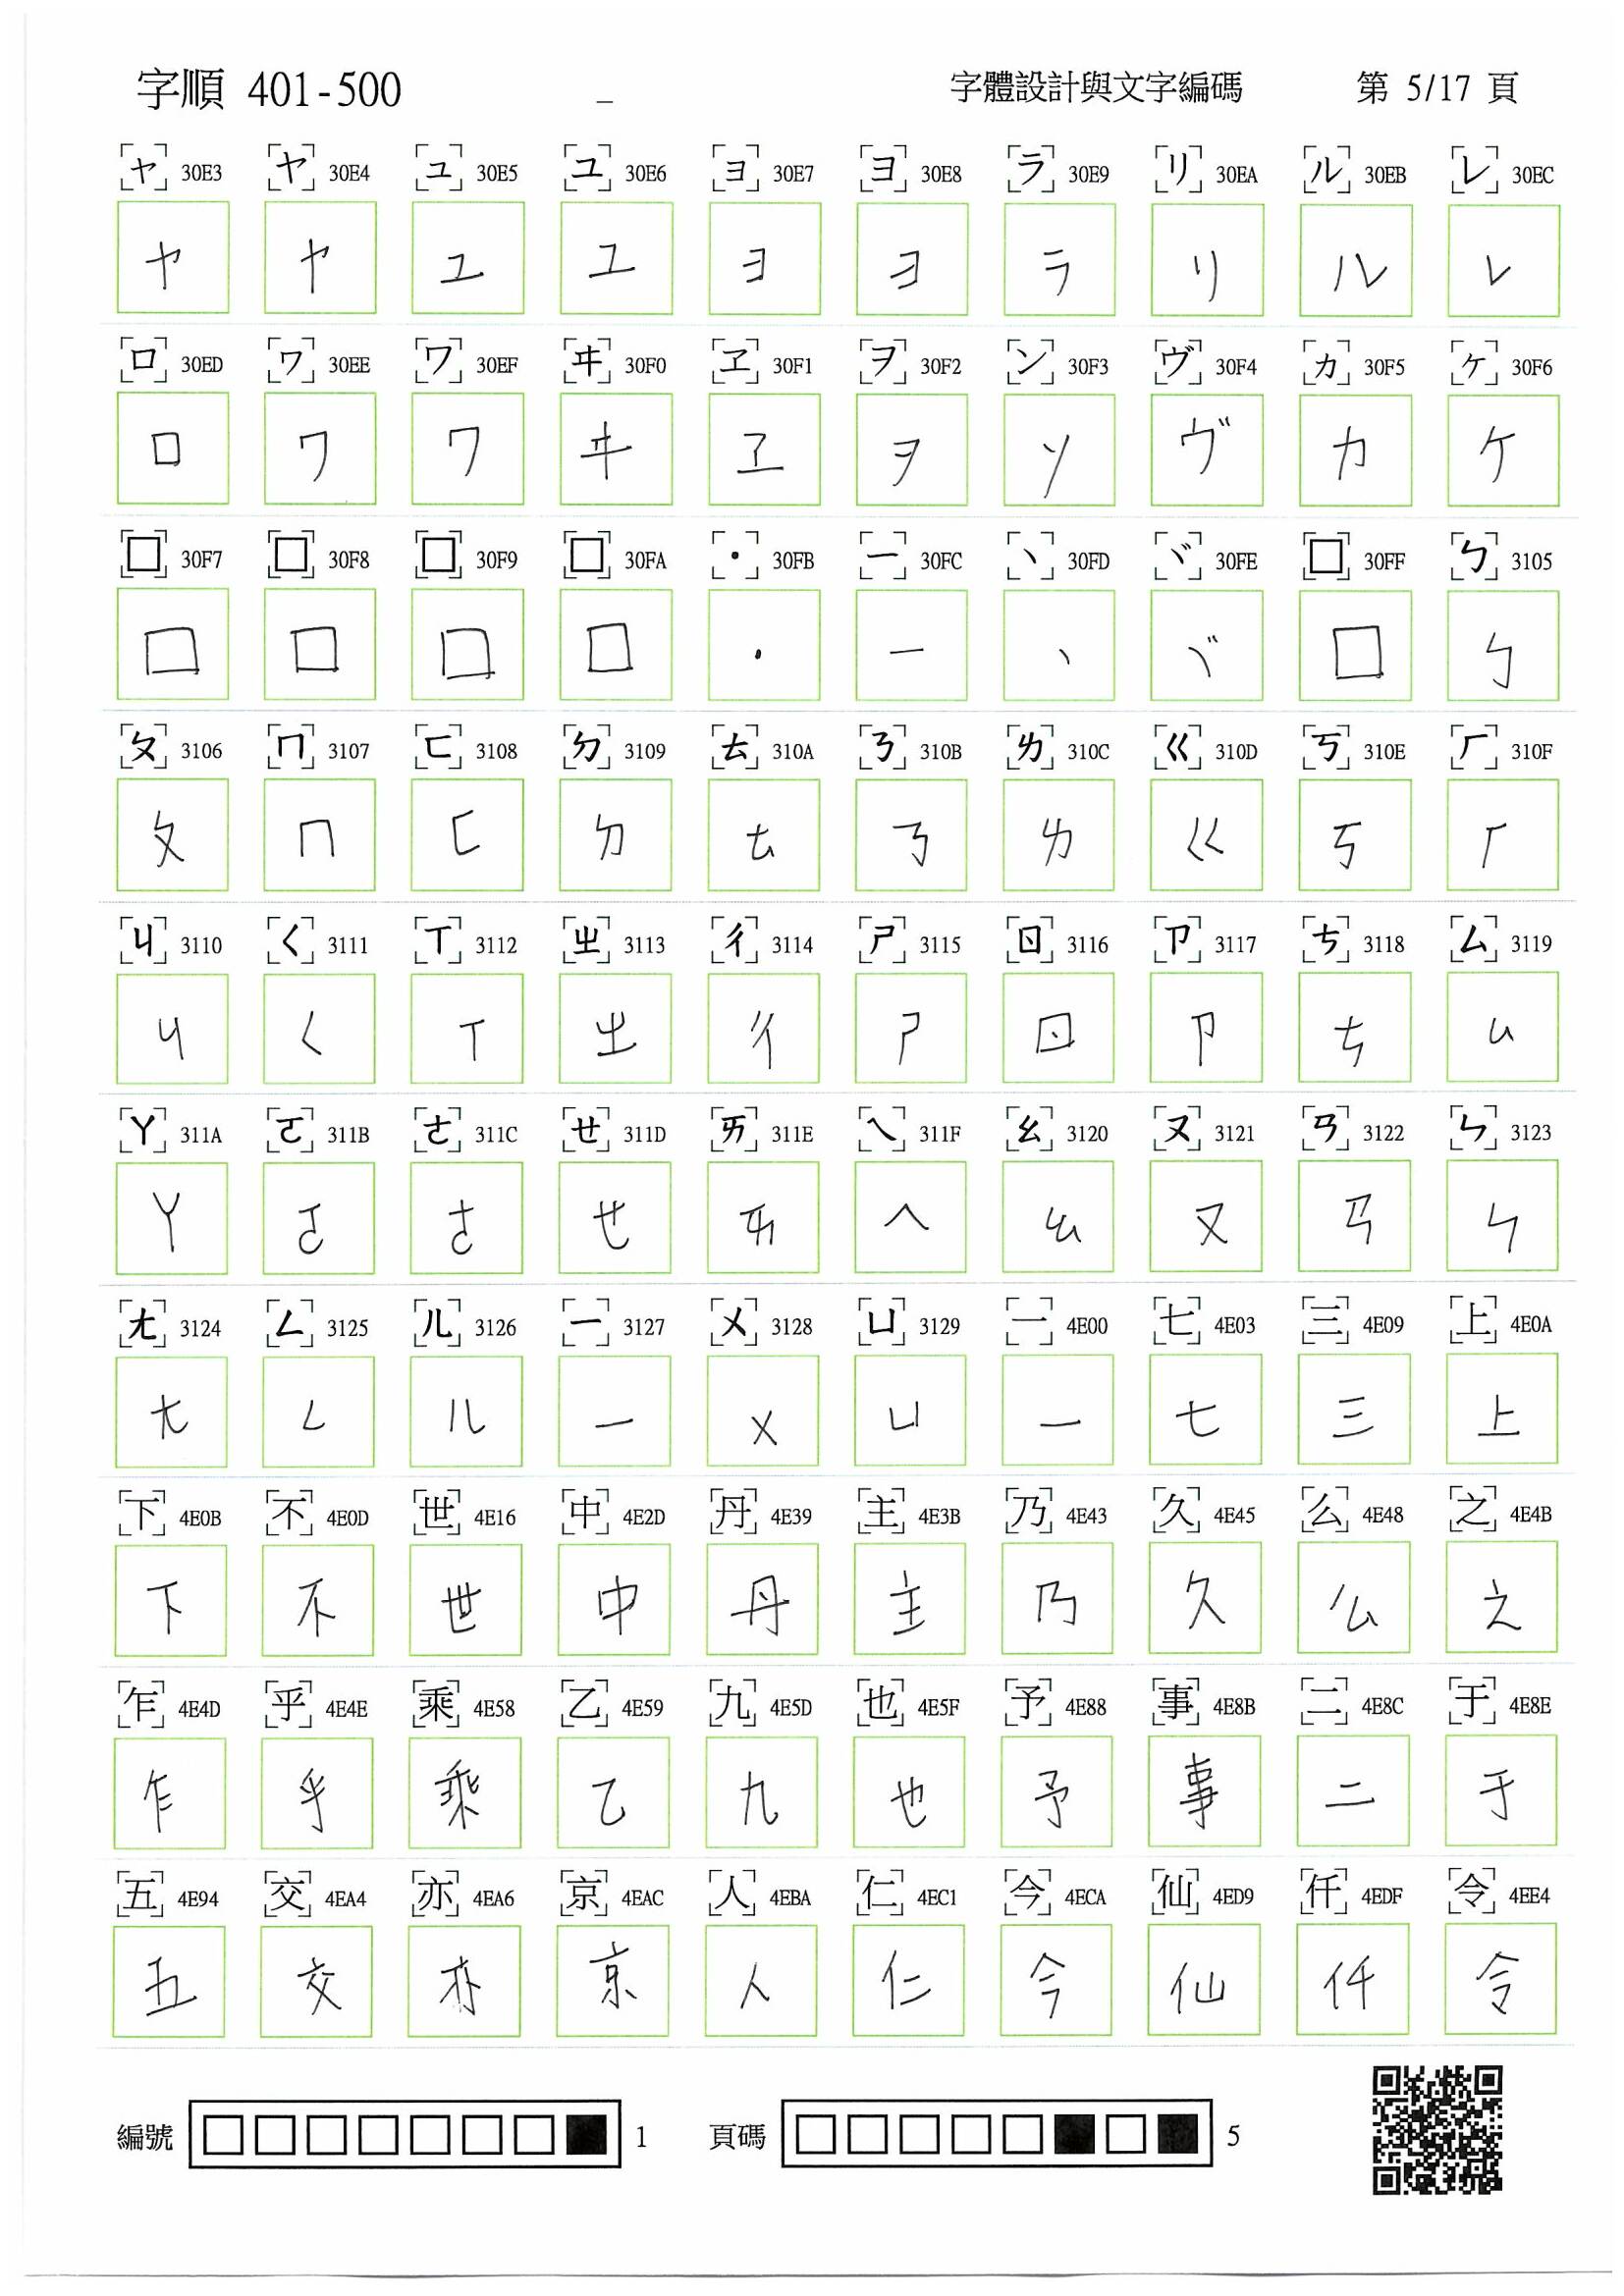 字順 401-500 _ 字體設計與文字編碼 第 5/17 頁
ャ 30E3 ヤ 30E4 ュ 30E5 ユ 30E6 ョ 30E7 ヨ 30E8 ラ 30E9 リ 30EA ル 30EB レ 30EC
ャ ヤ ュ ユ ョ ヨ ラ リ ル レ
ロ 30ED ヮ 30EE ワ 30EF ヰ 30F0 ヱ 30F1 ヲ 30F2 ン 30F3 ヴ 30F4 ヵ 30F5 ヶ 30F6
ロ ヮ ワ ヰ ヱ ヲ ン ヴ ヵ ヶ
□ 30F7 □ 30F8 □ 30F9 □ 30FA ・ 30FB ー 30FC ヽ 30FD ヾ 30FE □ 30FF ㄅ 3105
□ □ □ □ ・ ー ヽ ヾ □ ㄅ
ㄆ 3106 ㄇ 3107 ㄈ 3108 ㄉ 3109 ㄊ 310A ㄋ 310B ㄌ 310C ㄍ 310D ㄎ 310E ㄏ 310F
ㄆ ㄇ ㄈ ㄉ ㄊ ㄋ ㄌ ㄍ ㄎ ㄏ
ㄐ 3110 ㄑ 3111 ㄒ 3112 ㄓ 3113 ㄔ 3114 ㄕ 3115 ㄖ 3116 ㄗ 3117 ㄘ 3118 ㄙ 3119
ㄐ ㄑ ㄒ ㄓ ㄔ ㄕ ㄖ ㄗ ㄘ ㄙ
ㄚ 311A ㄛ 311B ㄜ 311C ㄝ 311D ㄞ 311E ㄟ 311F ㄠ 3120 ㄡ 3121 ㄢ 3122 ㄣ 3123
ㄚ ㄛ ㄜ ㄝ ㄞ ㄟ ㄠ ㄡ ㄢ ㄣ
ㄤ 3124 ㄥ 3125 ㄦ 3126 ㄧ 3127 ㄨ 3128 ㄩ 3129 一 4E00 七 4E03 三 4E09 上 4E0A
ㄤ ㄥ ㄦ ㄧ ㄨ ㄩ 一 七 三 上
下 4E0B 不 4E0D 世 4E16 中 4E2D 丹 4E39 主 4E3B 乃 4E43 久 4E45 么 4E48 之 4E4B
下 不 世 中 丹 主 乃 久 么 之
乍 4E4D 乎 4E4E 乘 4E58 乙 4E59 九 4E5D 也 4E5F 予 4E88 事 4E8B 二 4E8C 于 4E8E
乍 乎 乘 乙 九 也 予 事 二 于
五 4E94 交 4EA4 亦 4EA6 京 4EAC 人 4EBA 仁 4EC1 今 4ECA 仙 4ED9 仟 4EDF 令 4EE4
五 交 亦 京 人 仁 今 仙 仟 令
編號 □□□□□□□■ 1 頁碼 □□□□□■□■ 5